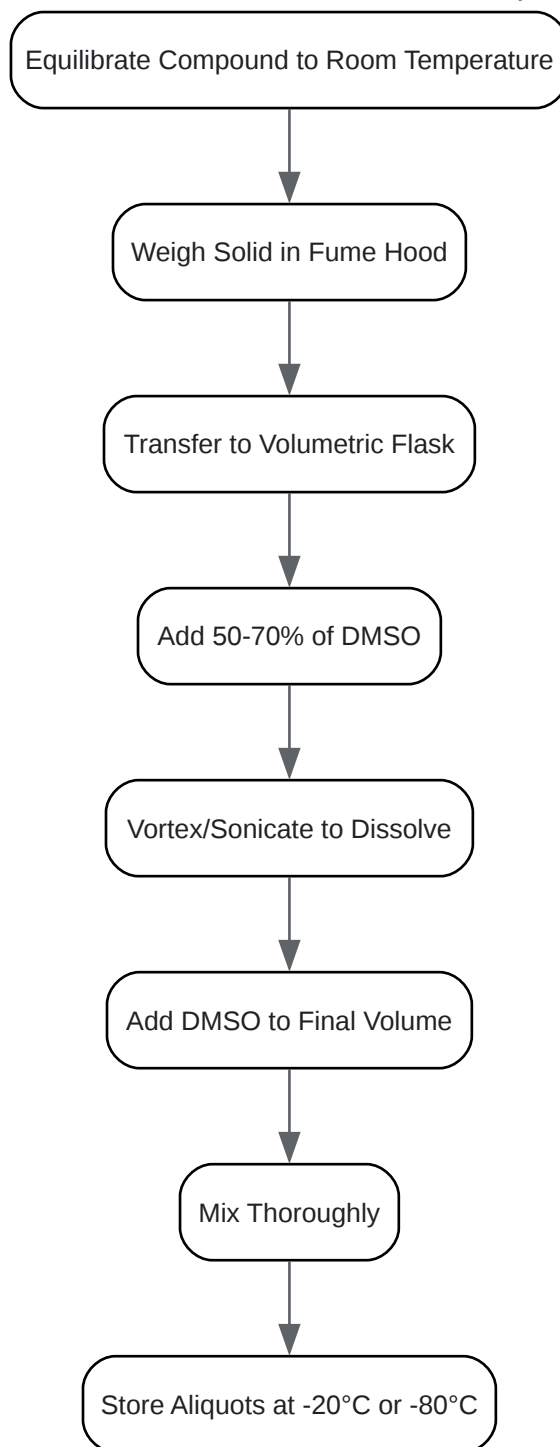 Equilibrate Compound to Room Temperature
Weigh Solid in Fume Hood
Transfer to Volumetric Flask
Add 50-70% of DMSO
Vortex/Sonicate to Dissolve
Add DMSO to Final Volume
Mix Thoroughly
Store Aliquots at -20°C or -80°C